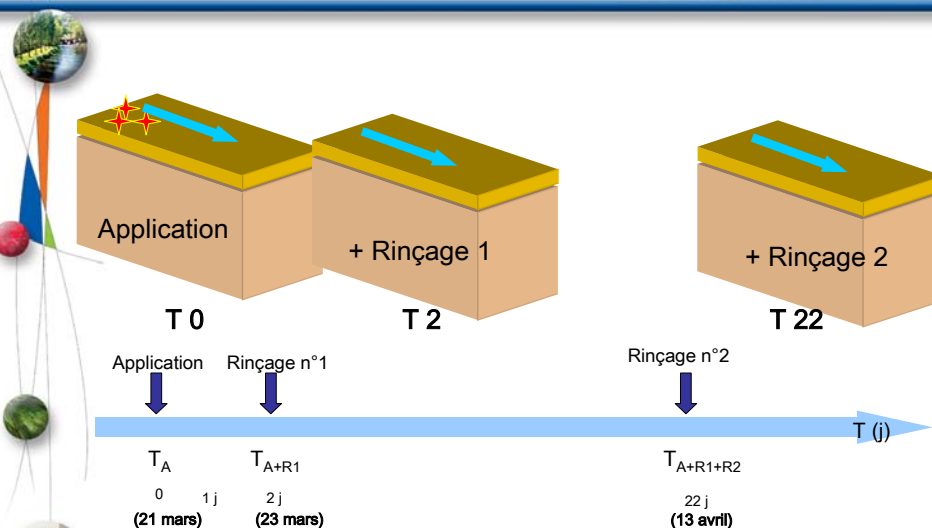 Application
+ Rinçage 1
+ Rinçage 2
T 0
T 2
T 22
Application
Rinçage n°1
Rinçage n°2
T (j)
TA
TA+R1
TA+R1+R2
0
1 j
2 j
22 j
(21 mars)
(23 mars)
(13 avril)